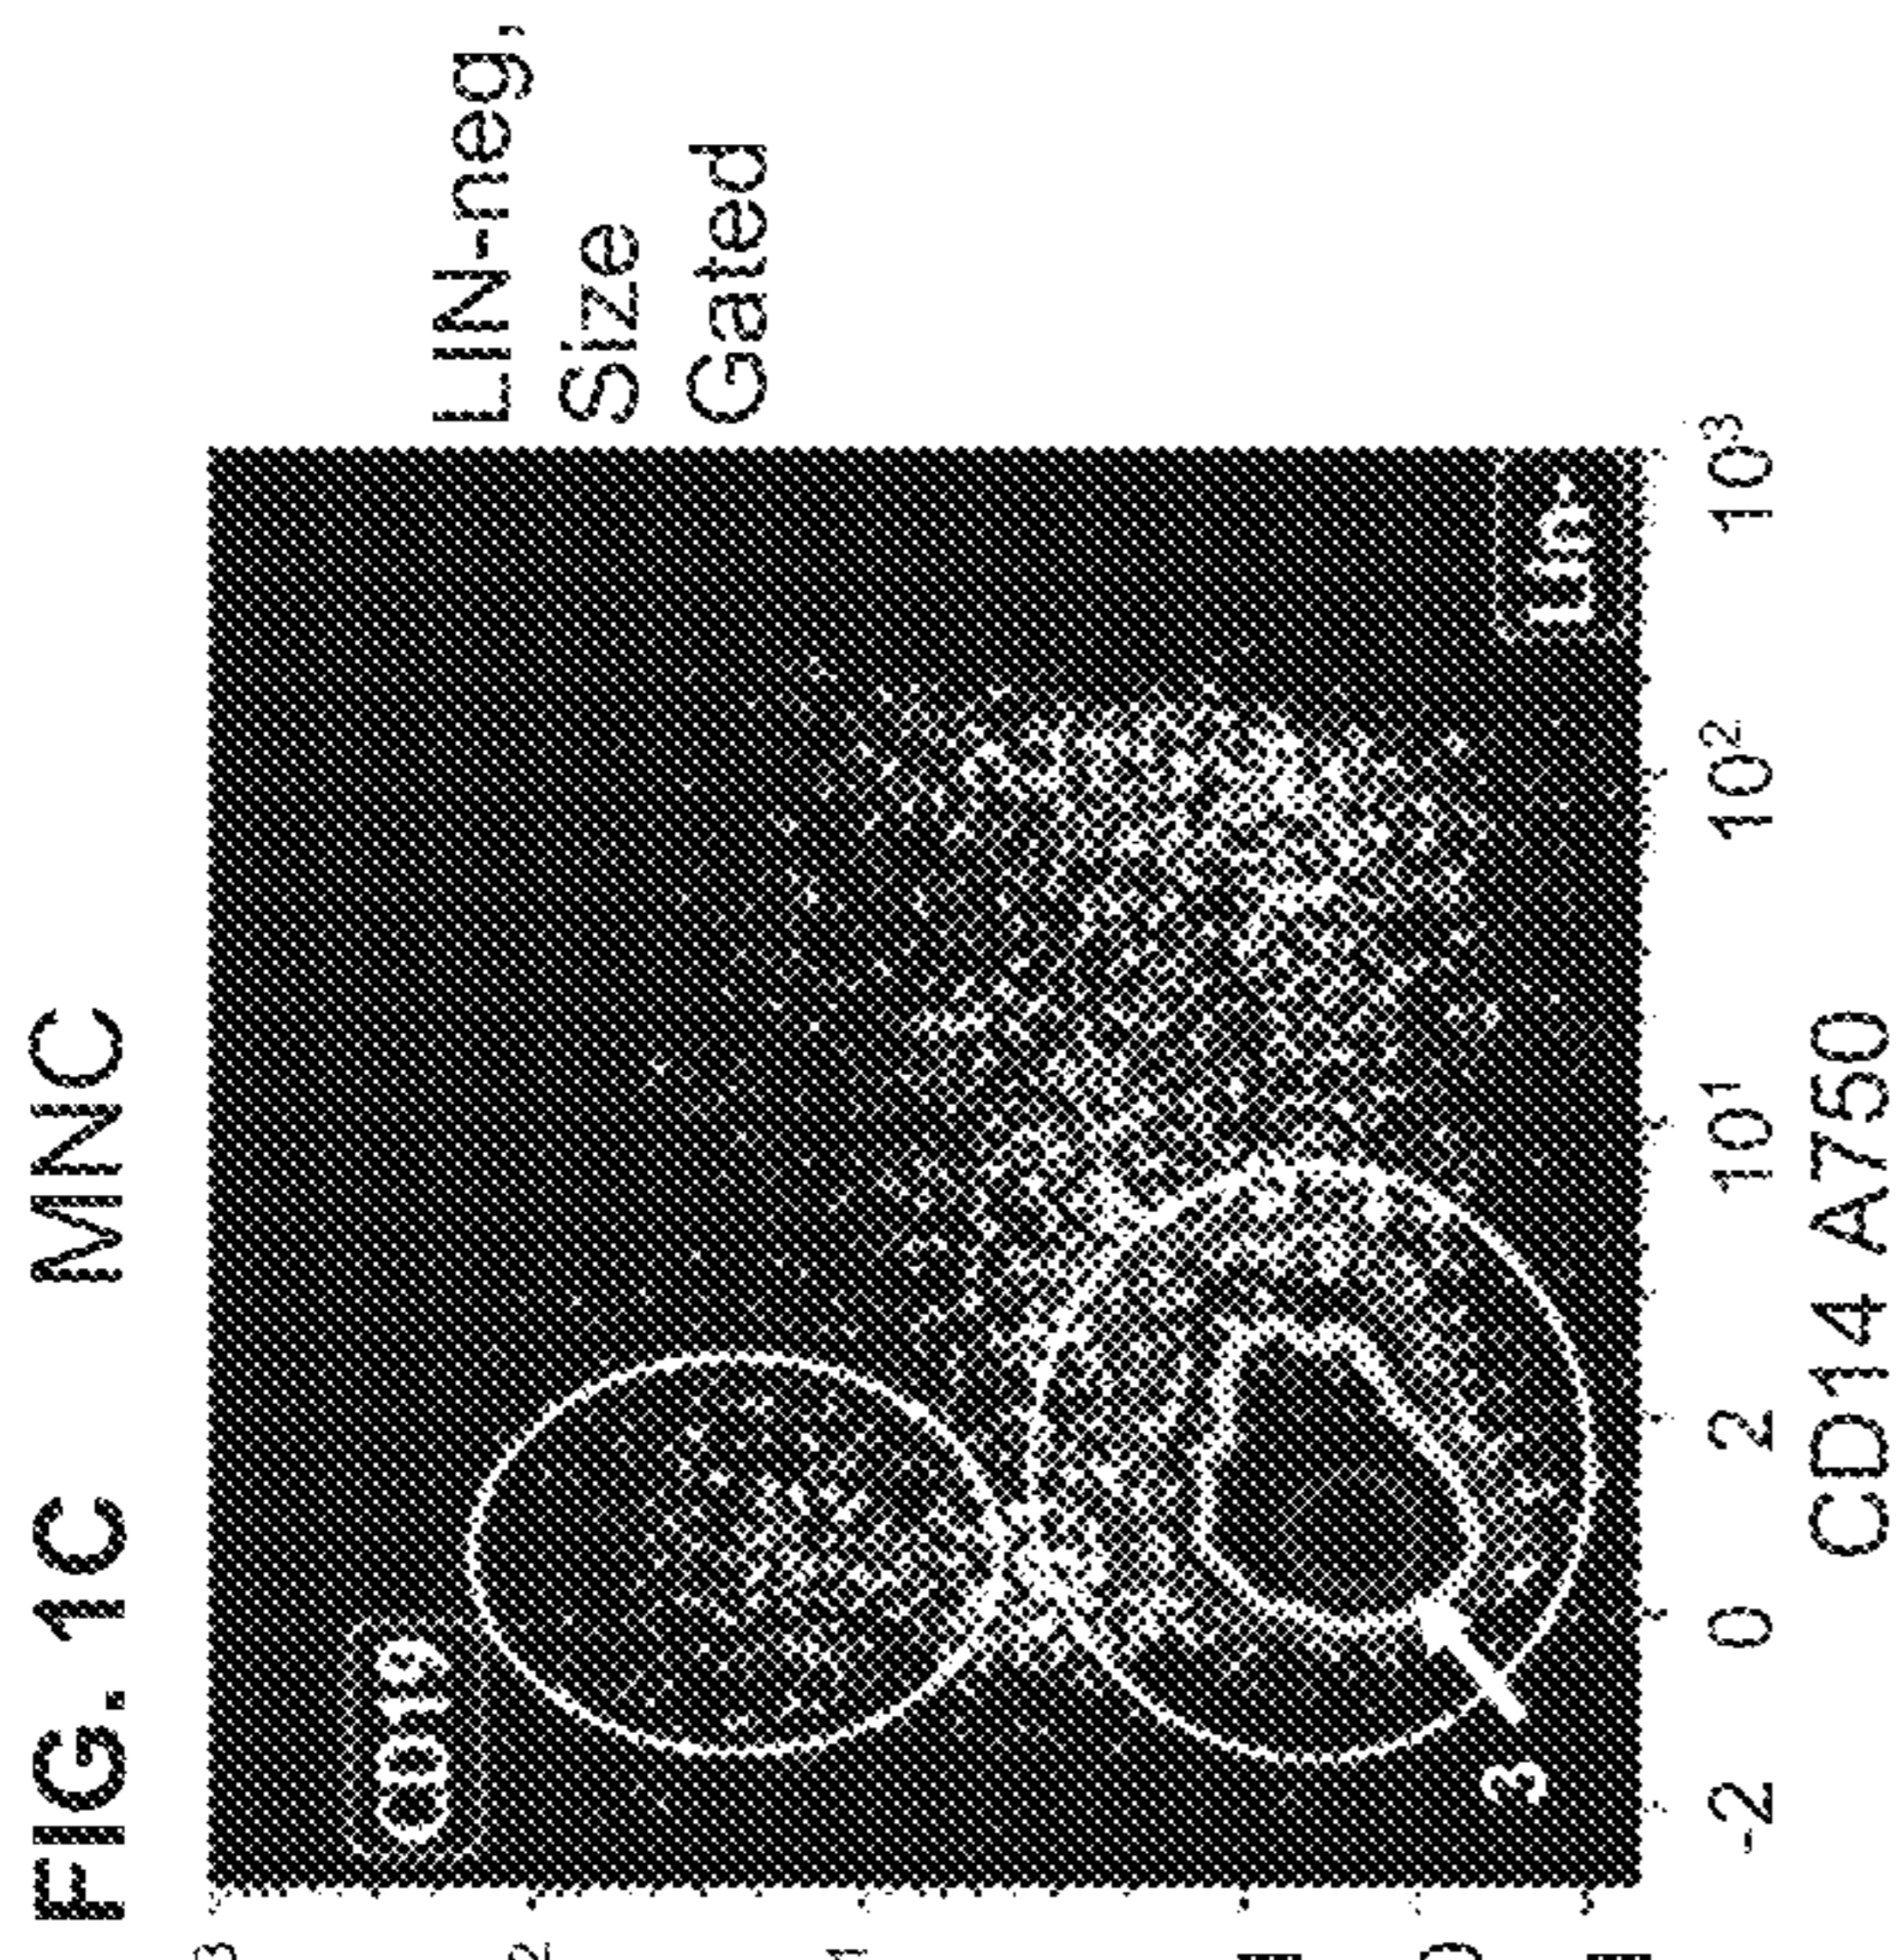 FIG. 1C MNC
CD19
LIN-neg,
Size
Gated
Lin-
3
-2 0 2 10¹ 10² 10³
CD14 A750